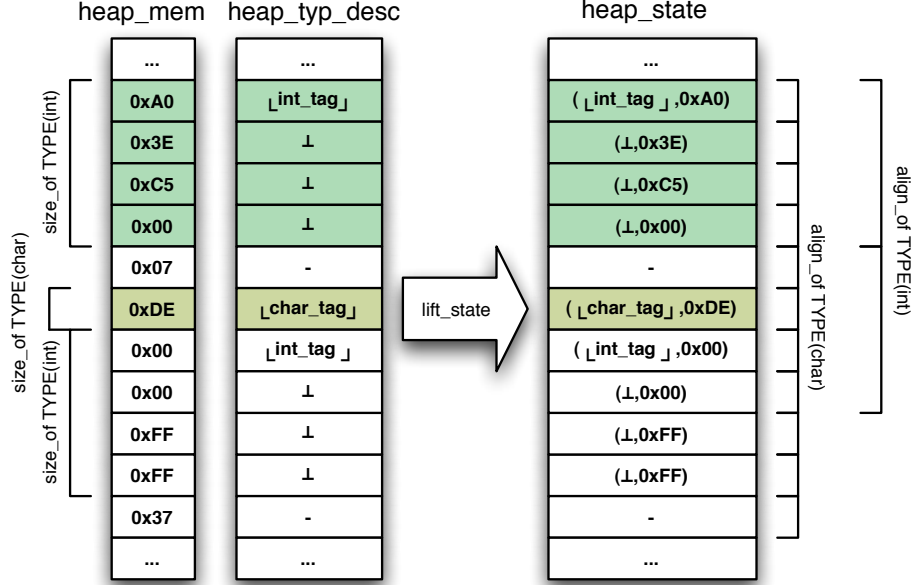 heap_mem heap_typ_desc heap_state
... ... ...
0xA0 ⌞int_tag⌟ (⌞int_tag⌟,0xA0)
0x3E ⊥ (⊥,0x3E)
0xC5 ⊥ (⊥,0xC5)
0x00 ⊥ (⊥,0x00)
0x07 - -
0xDE ⌞char_tag⌟ (⌞char_tag⌟,0xDE)
0x00 ⌞int_tag⌟ (⌞int_tag⌟,0x00)
0x00 ⊥ (⊥,0x00)
0xFF ⊥ (⊥,0xFF)
0xFF ⊥ (⊥,0xFF)
0x37 - -
... ... ...
size_of TYPE(int)
size_of TYPE(char)
size_of TYPE(int)
lift_state
align_of TYPE(char)
align_of TYPE(int)